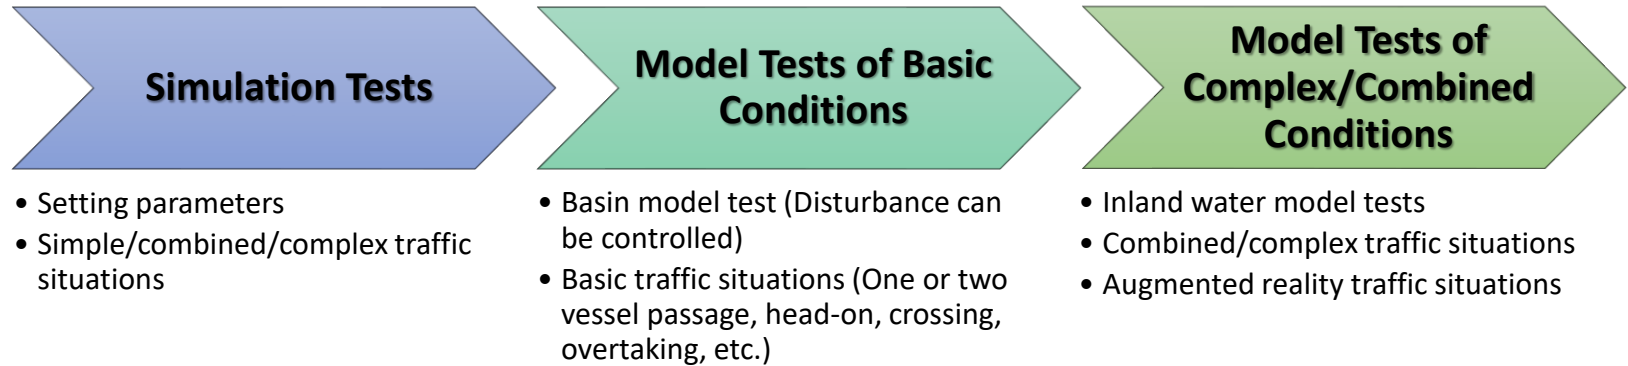 Simulation Tests
• Setting parameters
• Simple/combined/complex traffic
situations
Model Tests of Basic
Conditions
• Basin model test (Disturbance can
be controlled)
• Basic traffic situations (One or two
vessel passage, head-on, crossing,
overtaking, etc.)
Model Tests of
Complex/Combined
Conditions
• Inland water model tests
• Combined/complex traffic situations
• Augmented reality traffic situations